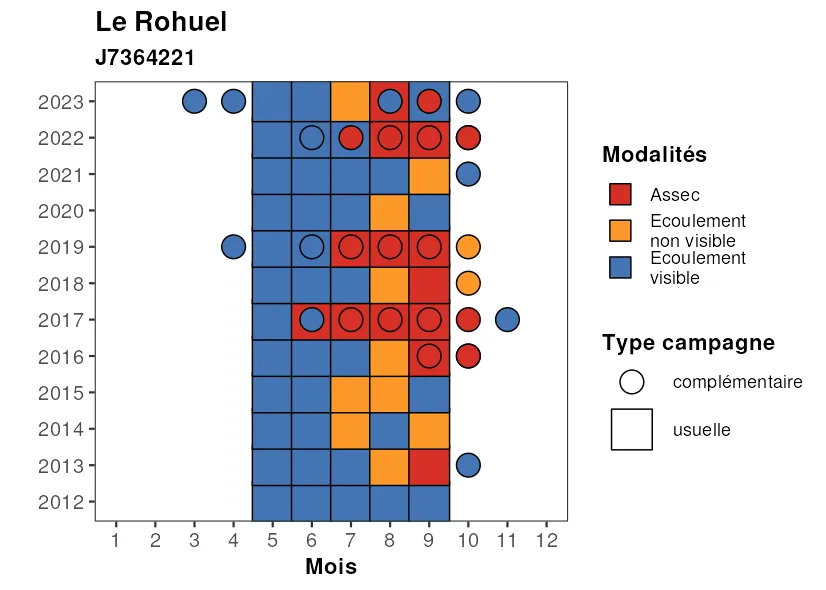 Le Rohuel
J7364221
2023
2022
2021
2020
2019
2018
2017
2016
2015
2014
2013
2012
1 2 3 4 5 6 7 8 9 10 11 12
Mois
Modalités
Assec
Ecoulement
non visible
Ecoulement
visible
Type campagne
complémentaire
usuelle